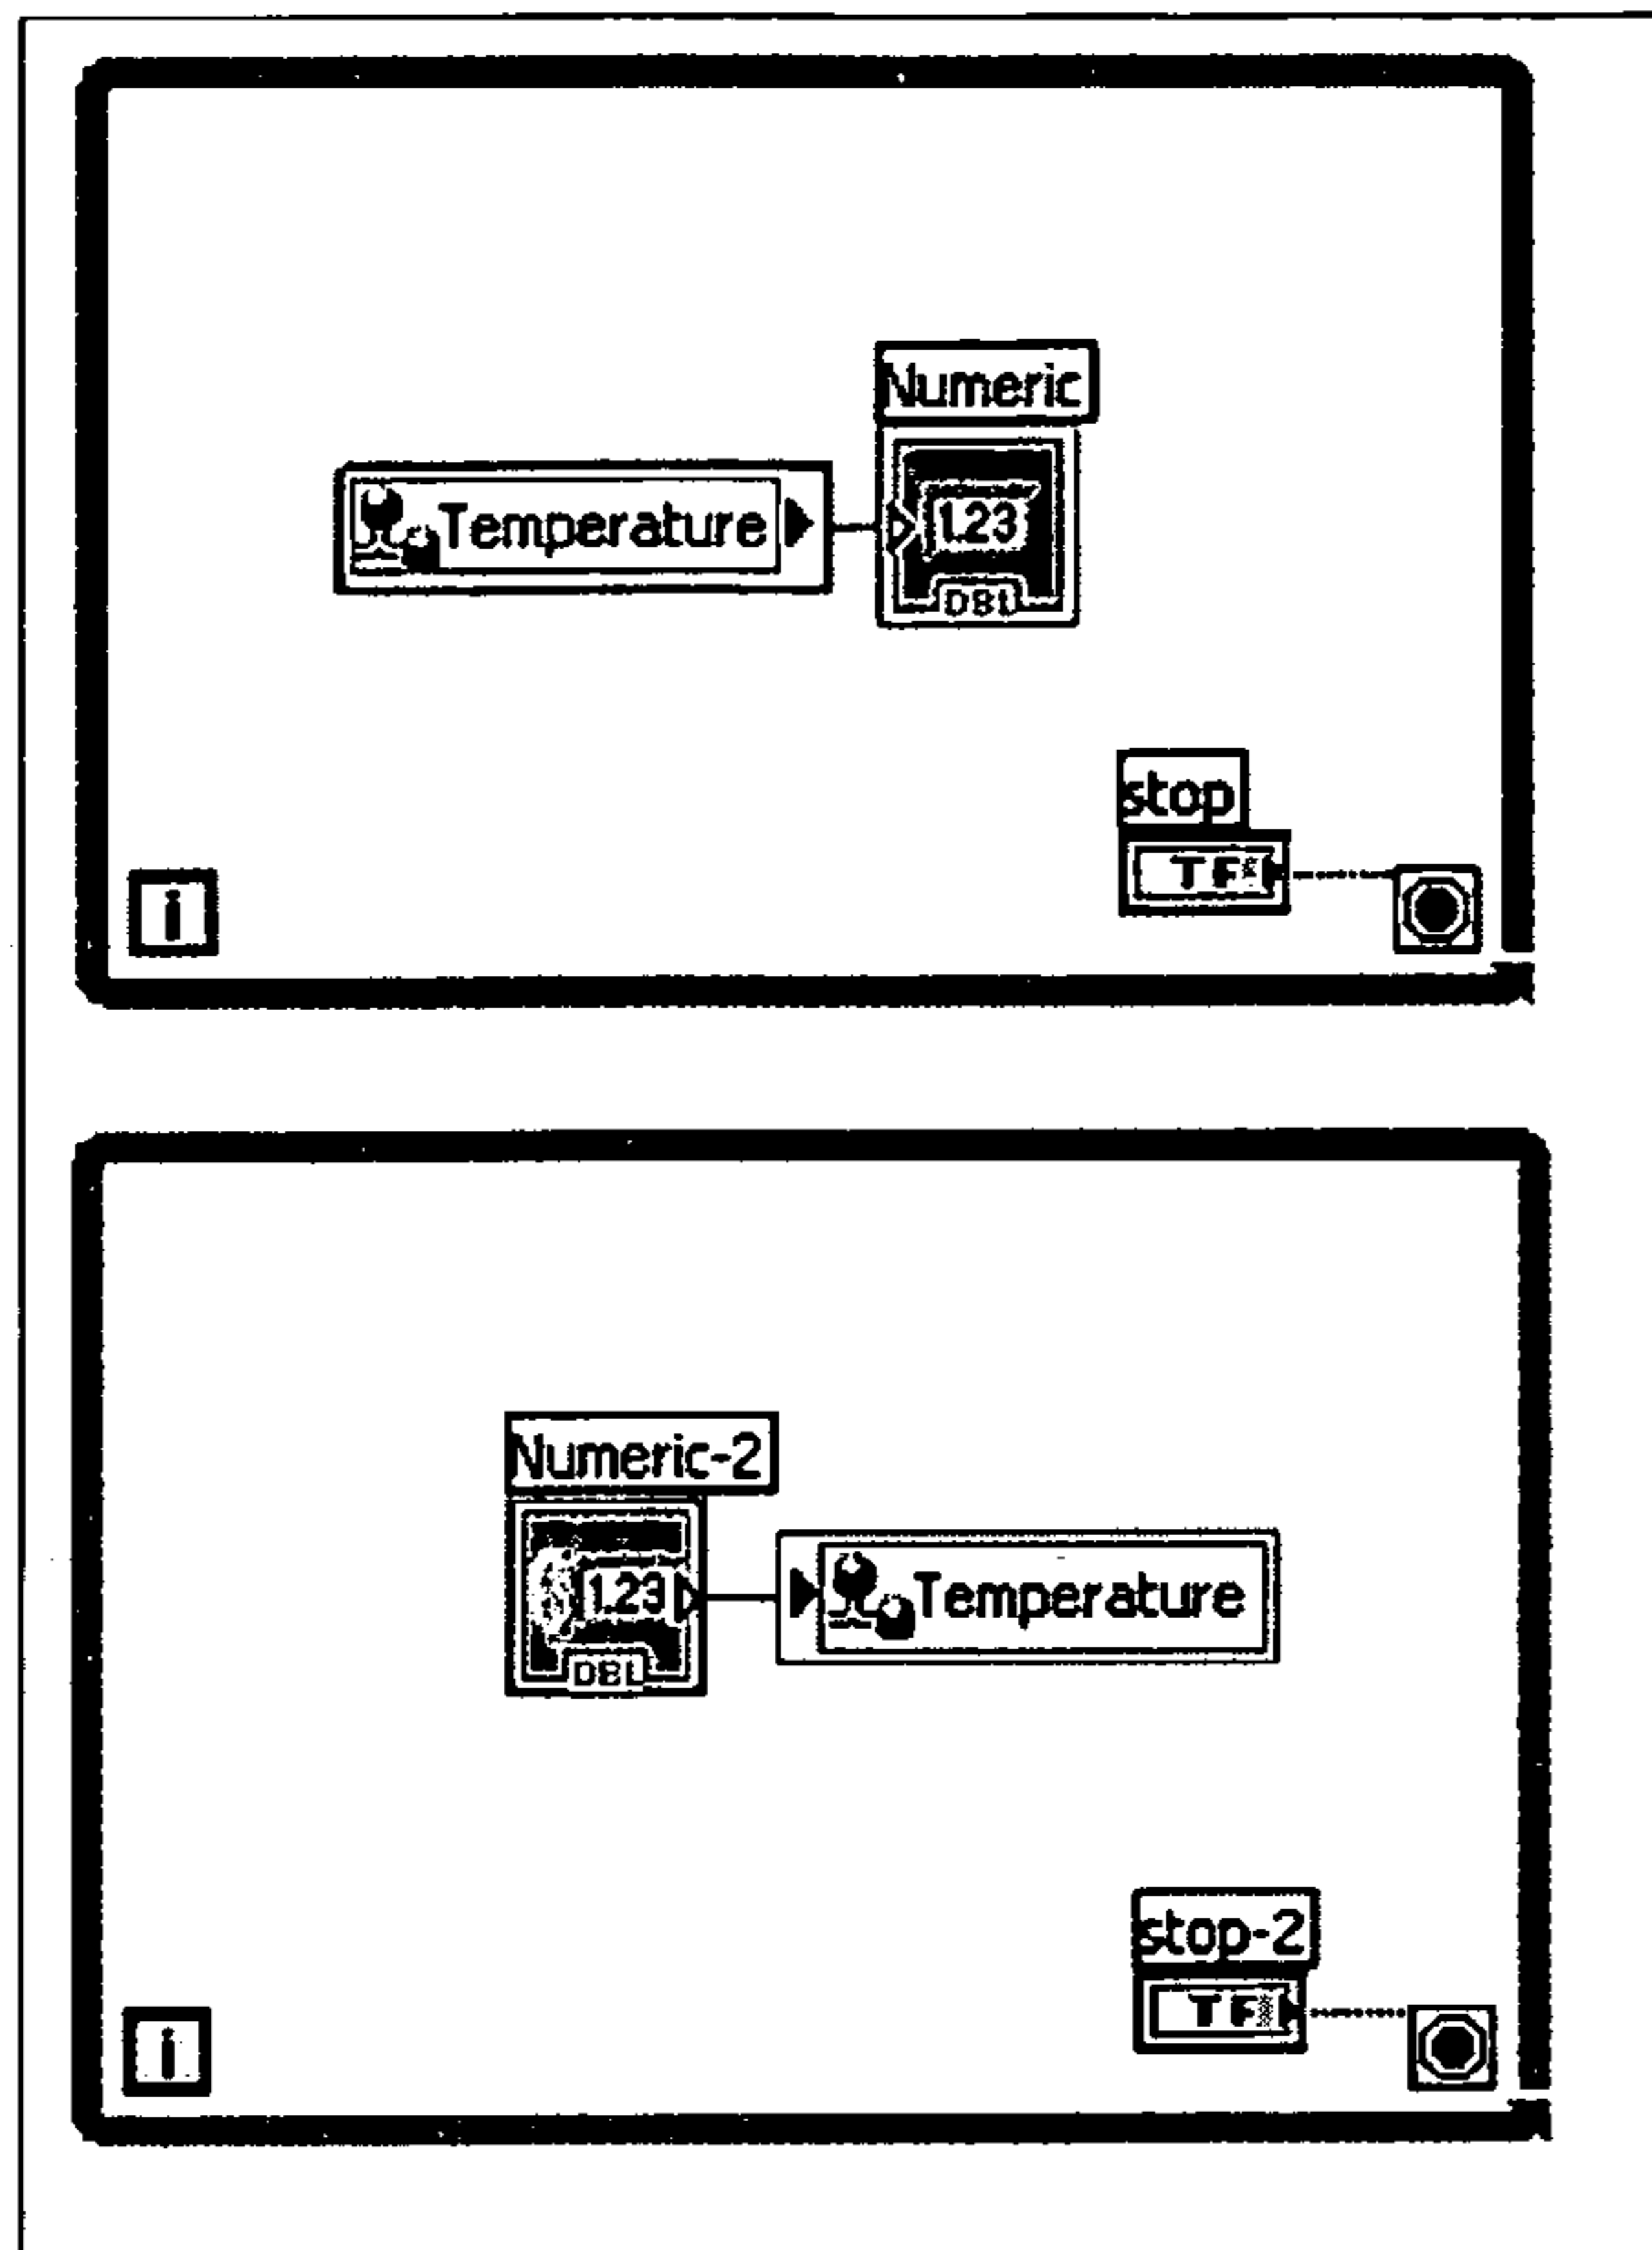 Numeric
Temperature
1.23
DBL
stop
TF
i
Numeric-2
1.23
Temperature
DBL
stop-2
TF
i